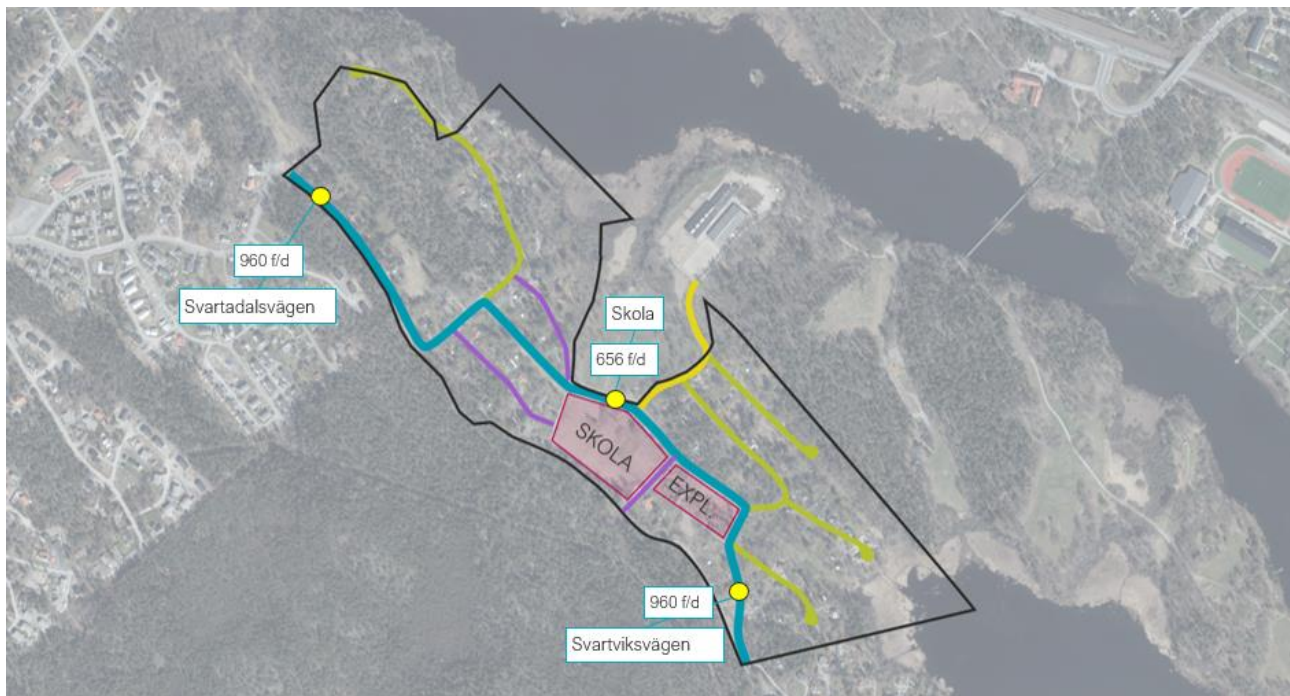 960 f/d
Svartadalsvägen
Skola
656 f/d
SKOLA
EXPL.
960 f/d
Svartviksvägen